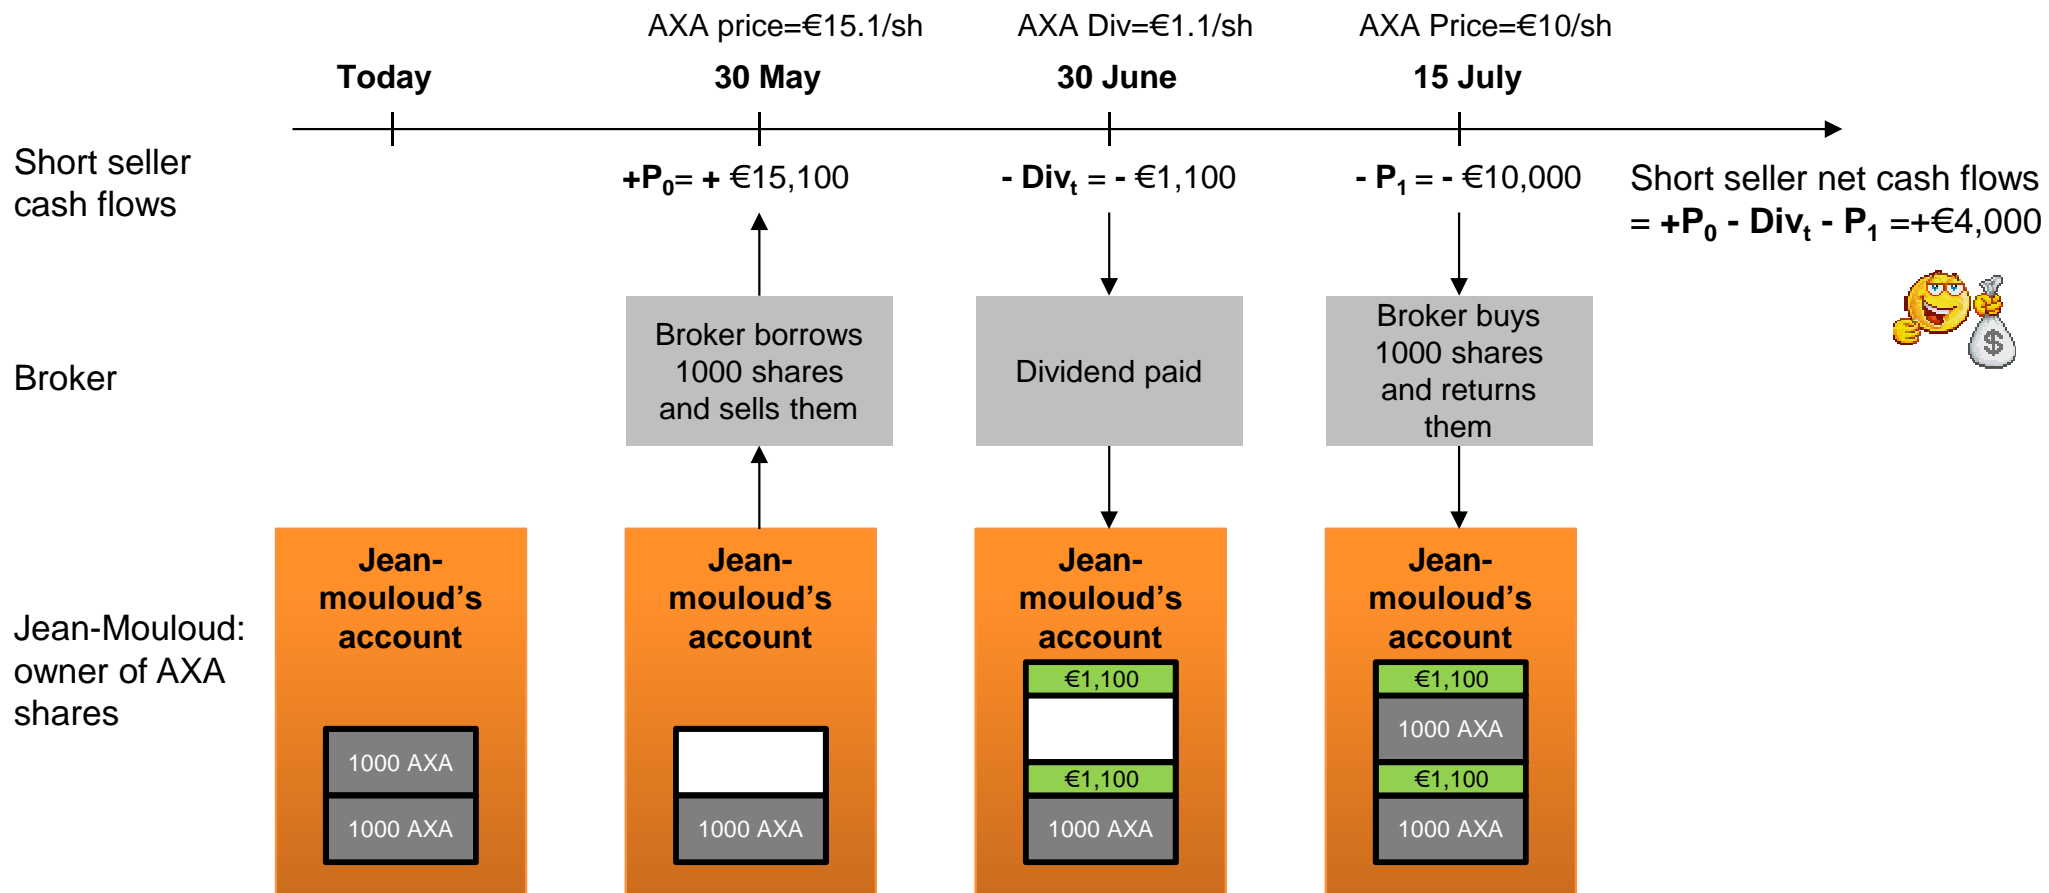 AXA price=€15.1/sh
AXA Div=€1.1/sh
AXA Price=€10/sh
Today
30 May
30 June
15 July
Short seller
cash flows
+P0= + €15,100
- Divt = - €1,100
- P1 = - €10,000
Short seller net cash flows
= +P0 - Divt - P1 =+€4,000
Broker
Broker borrows
1000 shares
and sells them
Dividend paid
Broker buys
1000 shares
and returns
them
$
Jean-Mouloud:
owner of AXA
shares
Jean-
mouloud's
account
1000 AXA
1000 AXA
Jean-
mouloud's
account
1000 AXA
Jean-
mouloud's
account
€1,100
€1,100
1000 AXA
Jean-
mouloud's
account
€1,100
1000 AXA
€1,100
1000 AXA